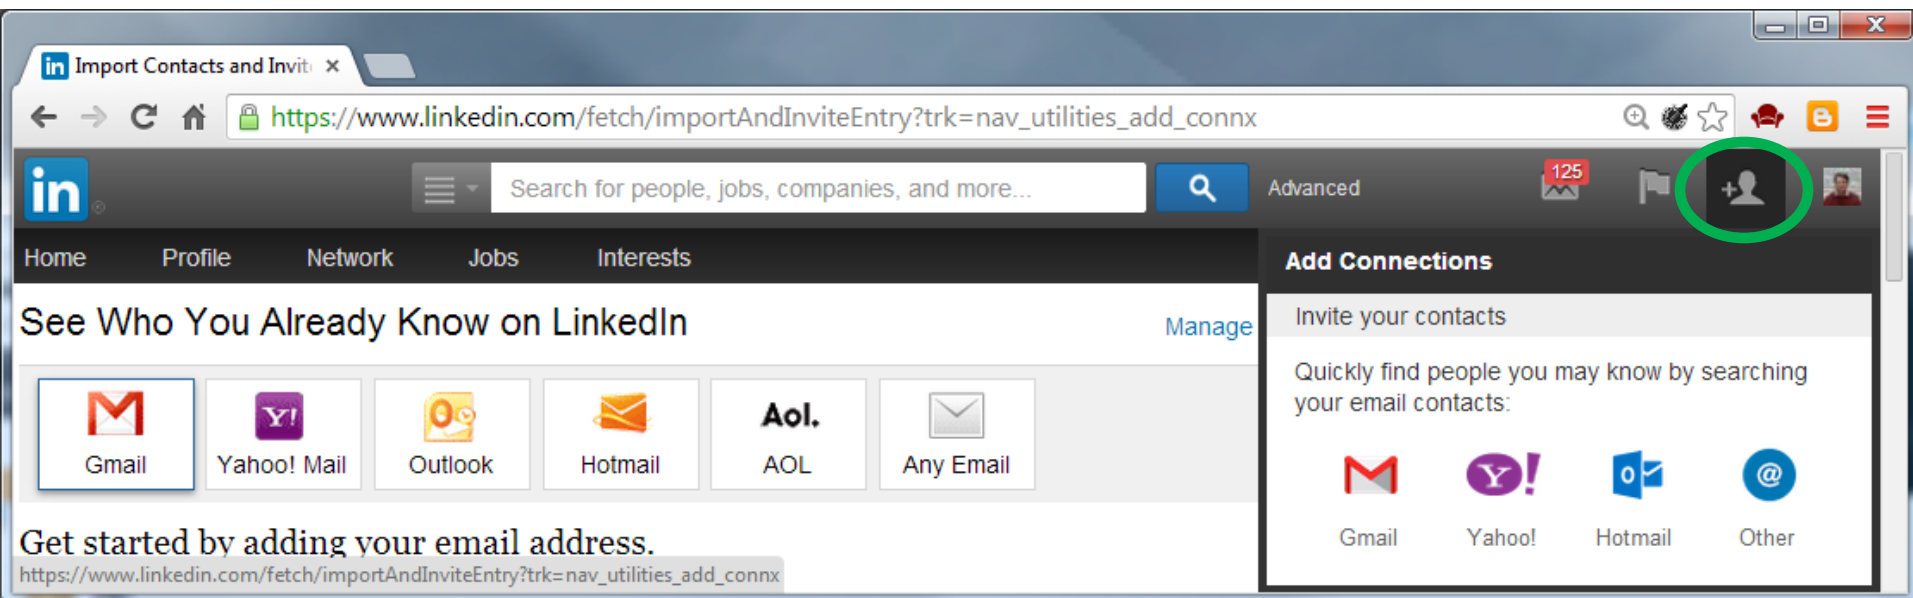 in Import Contacts and Invit
https://www.linkedin.com/fetch/importAndInviteEntry?trk=nav_utilities_add_connx
in ®
Search for people, jobs, companies, and more...
Advanced
125
Home Profile Network Jobs Interests
Add Connections
See Who You Already Know on LinkedIn
Manage
Invite your contacts
Quickly find people you may know by searching
your email contacts:
Y!
Aol.
Gmail Yahoo! Mail Outlook Hotmail AOL Any Email
Y!
@
Gmail Yahoo! Hotmail Other
Get started by adding your email address.
https://www.linkedin.com/fetch/importAndInviteEntry?trk=nav_utilities_add_connx